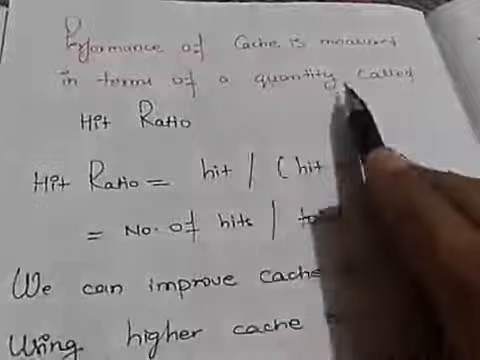 Performance of Cache is measured
in terms of a quantity called
Hit Ratio
Hit Ratio = hit / ( hit
= No. of hits /
We can improve Cache
Using higher cache